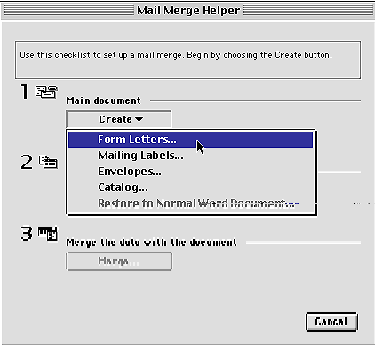 Mail Merge Helper
Use this checklist to set up a mail merge. Begin by choosing the Create button.
1
Main document
Create
Form Letters...
Mailing Labels...
2
Envelopes...
Catalog...
Restore to Normal Word Document...
3
Merge the data with the document
Merge...
Cancel